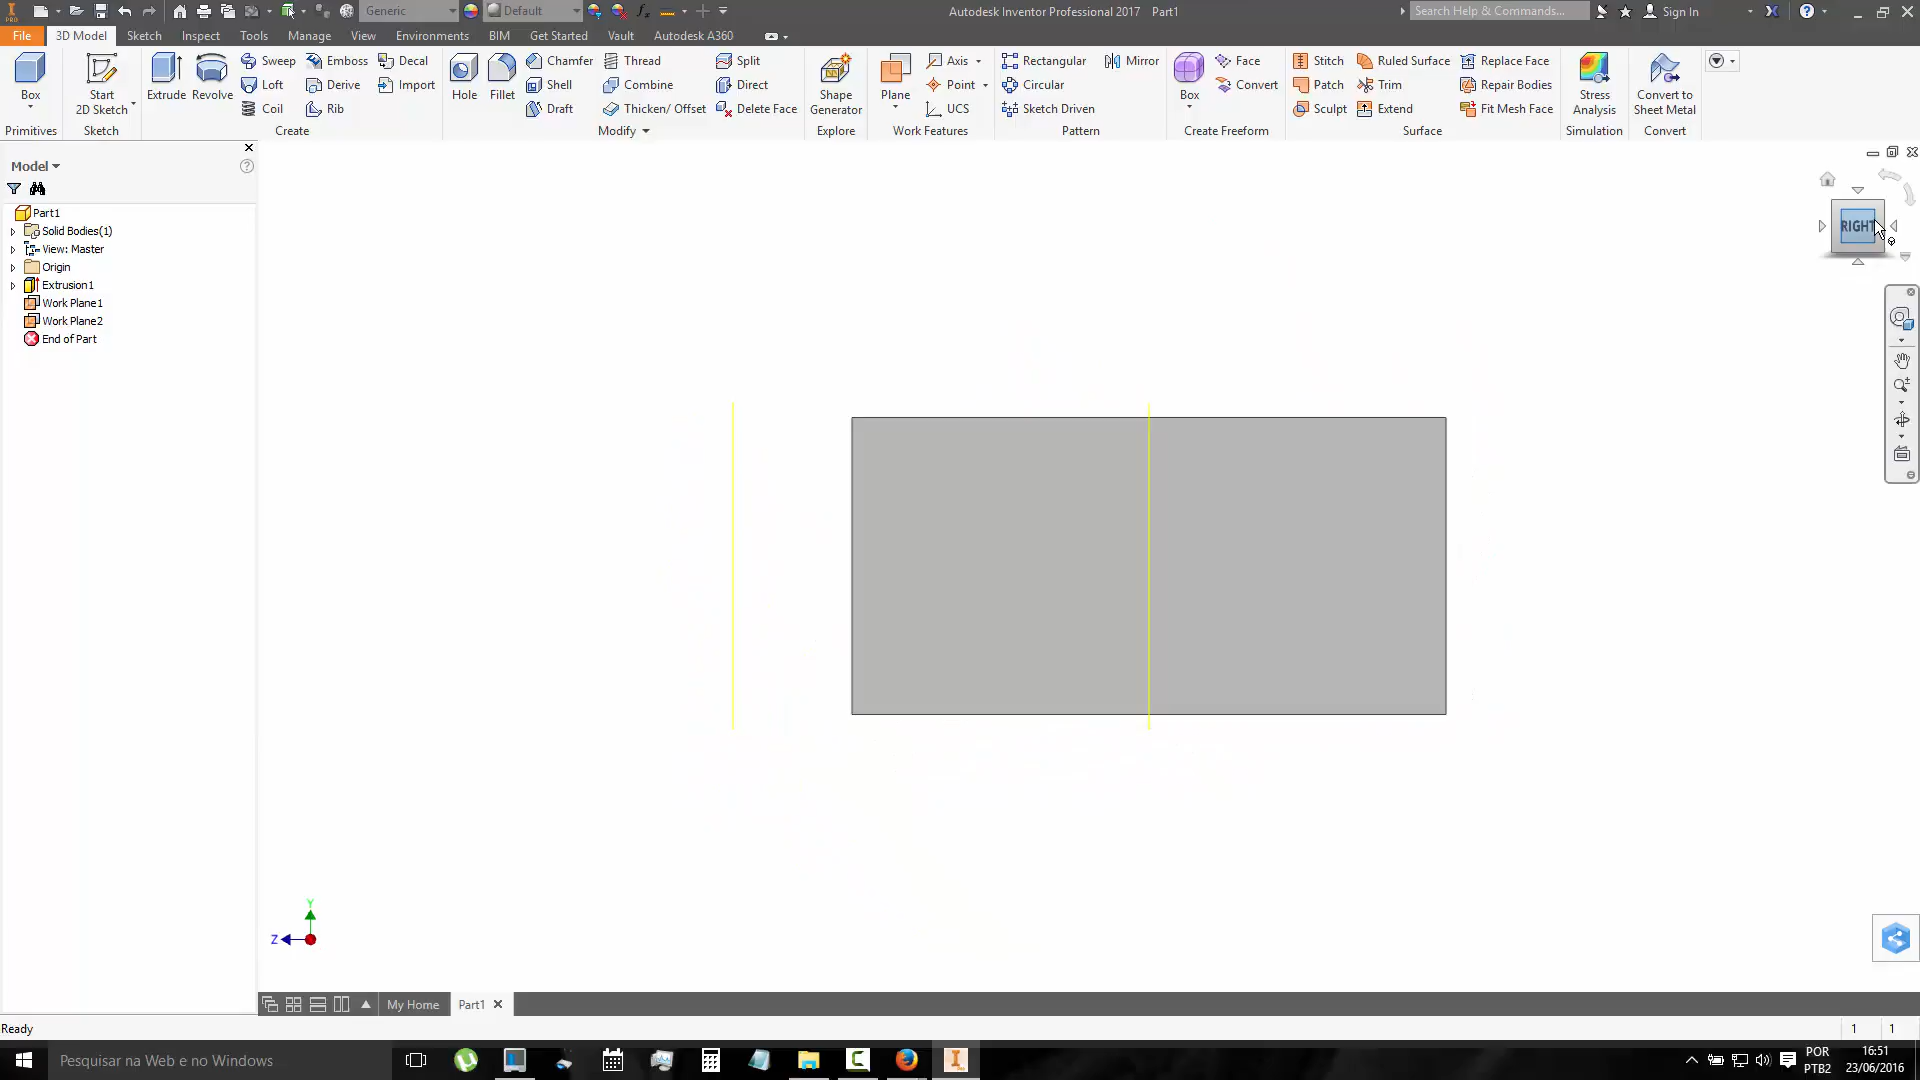 Generic
Default
Autodesk Inventor Professional 2017 Part1
Search Help & Commands...
Sign In
PRO
File 3D Model Sketch Inspect Tools Manage View Environments BIM Get Started Vault Autodesk A360
Box
Primitives
Start
2D Sketch
Sketch
Extrude
Revolve
Sweep
Loft
Coil
Emboss
Derive
Rib
Decal
Import
Create
Hole
Fillet
Chamfer
Shell
Draft
Thread
Combine
Thicken/ Offset
Split
Direct
Delete Face
Modify
Shape
Generator
Explore
Plane
Axis
Point
UCS
Work Features
Rectangular
Circular
Sketch Driven
Mirror
Pattern
Box
Face
Convert
Create Freeform
Stitch
Patch
Sculpt
Ruled Surface
Trim
Extend
Replace Face
Repair Bodies
Fit Mesh Face
Surface
Stress
Analysis
Simulation
Convert to
Sheet Metal
Convert
Model
Part1
Solid Bodies(1)
View: Master
Origin
Extrusion1
Work Plane1
Work Plane2
End of Part
RIGHT
Y
Z
My Home
Part1
Ready
1 1
Pesquisar na Web e no Windows
POR
PTB2
16:51
23/06/2016